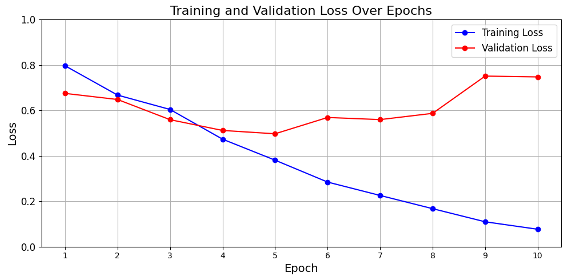 Training and Validation Loss Over Epochs
1.0
0.8
0.6
0.4
0.2
0.0
Loss
Training Loss
Validation Loss
1 2 3 4 5 6 7 8 9 10
Epoch